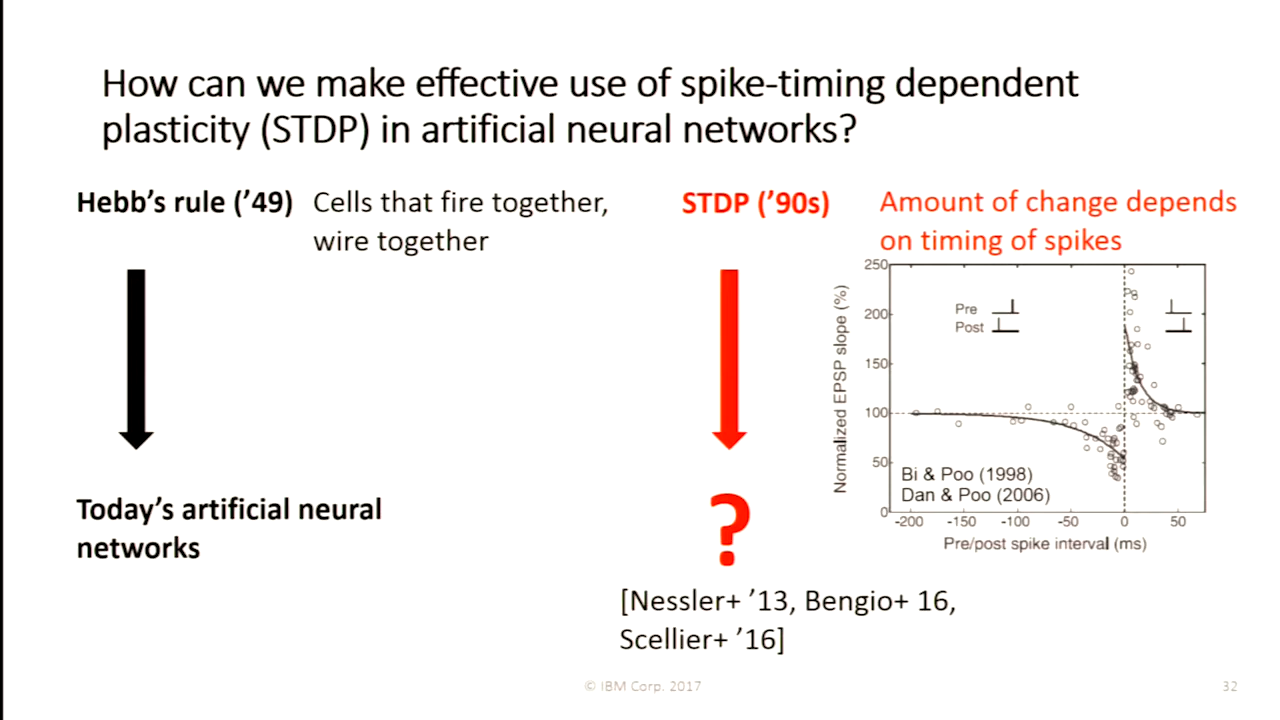 How can we make effective use of spike-timing dependent
plasticity (STDP) in artificial neural networks?
Hebb’s rule (’49)
Cells that fire together,
wire together
STDP (’90s)
Amount of change depends
on timing of spikes
Today’s artificial neural
networks
?
[Nessler+ ’13, Bengio+ 16,
Scellier+ ’16]
Normalized EPSP slope (%)
250
200
150
100
50
0
Pre
Post
Bi & Poo (1998)
Dan & Poo (2006)
-200 -150 -100 -50 0 50
Pre/post spike interval (ms)
© IBM Corp. 2017
32